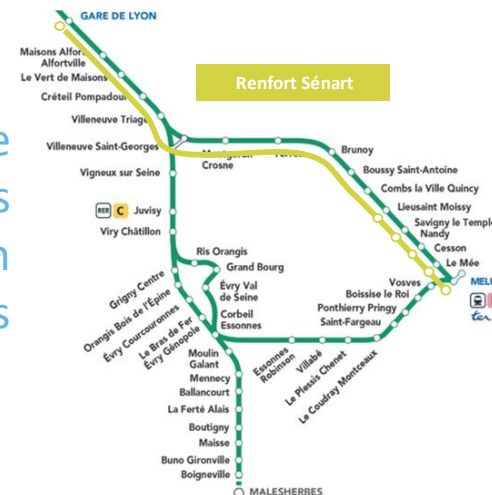 GARE DE LYON
Maisons Alfort
Alfortville
Le Vert de Maisons
Créteil Pompadour
Villeneuve Triage
Villeneuve Saint-Georges
Renfort Sénart
Crosne
Brunoy
Boussy Saint-Antoine
Combs la Ville Quincy
Lieusaint Moissy
Savigny le Temple
Nandy
Cesson
Le Mée
Vigneux sur Seine
RER C Juvisy
Viry Châtillon
Ris Orangis
Grand Bourg
Évry Val
de Seine
Corbeil
Essonnes
Grigny Centre
Orangis Bois de l'Épine
Évry Courcouronnes
Le Bras de Fer
Évry Génopole
Vosves
Boissise le Roi
Ponthierry Pringy
Saint-Fargeau
MEL
ter
Essonnes
Robinson
Villabé
Le Plessis Chenet
Le Coudray Montceaux
Moulin
Galant
Mennecy
Ballancourt
La Ferté Alais
Boutigny
Maisse
Buno Gironville
Boigneville
MALESHERBES
e
s
n
s